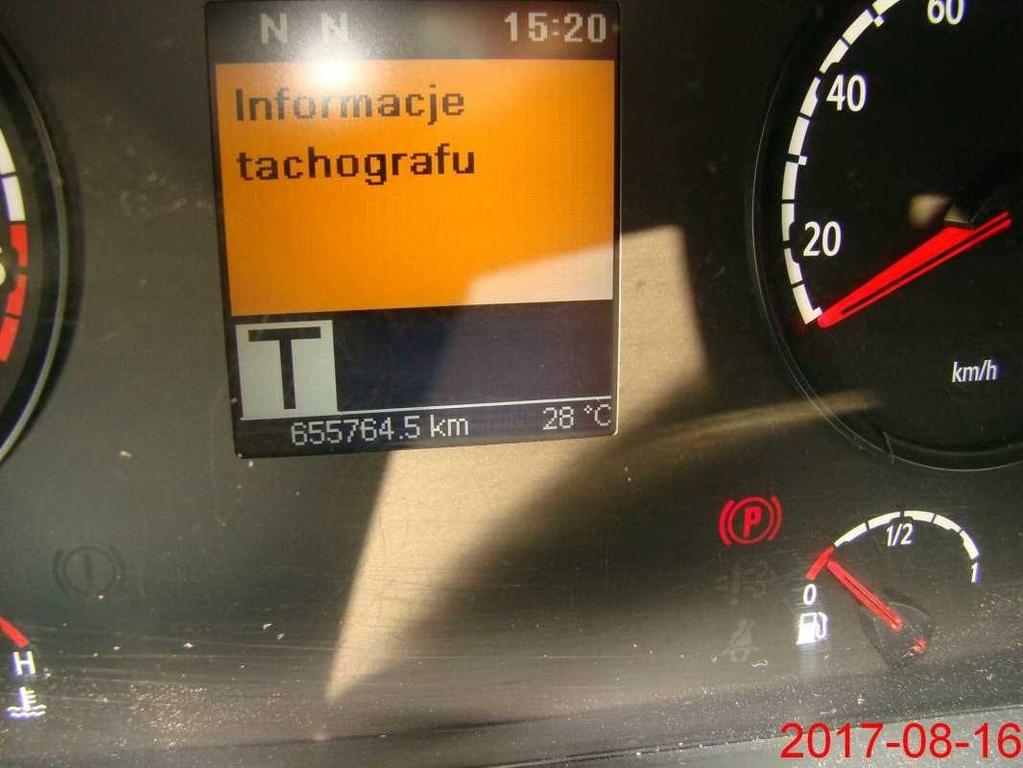 N N 15:20
Informacje
tachografu
T
655764.5 km 28 °C
60
40
20
km/h
P
1/2
0 1
H
2017-08-16